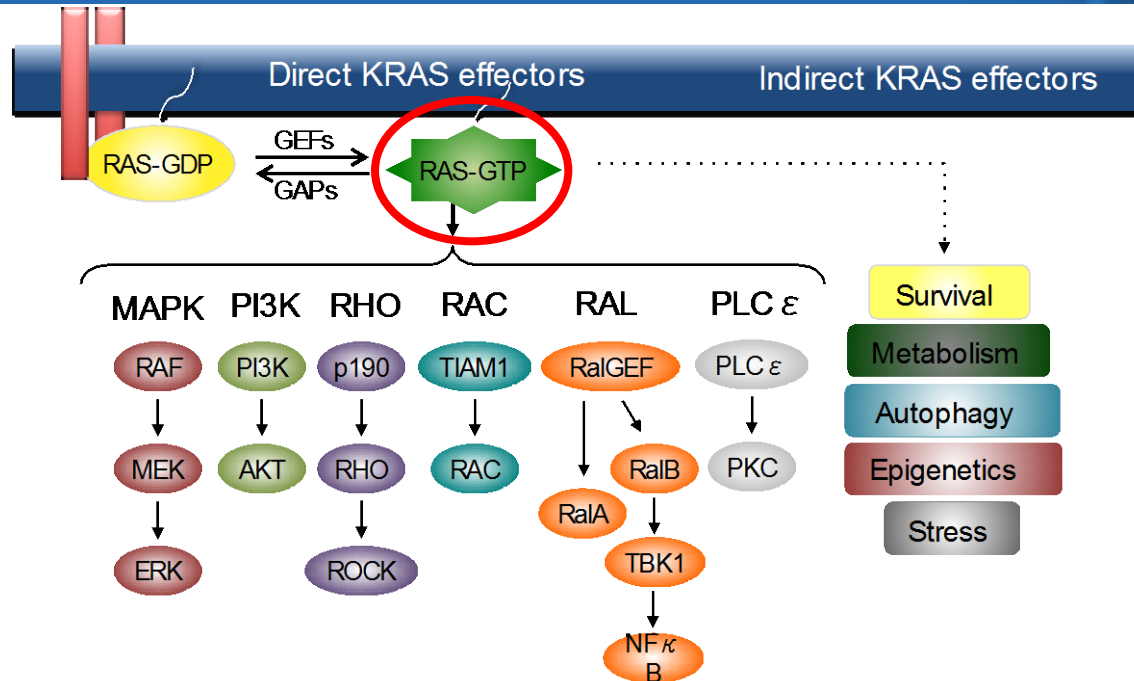 Direct KRAS effectors
Indirect KRAS effectors
RAS-GDP
GEFs
GAPs
RAS-GTP
MAPK
PI3K
RHO
RAC
RAL
PLC ε
Survival
RAF
PI3K
p190
TIAM1
RalGEF
PLC ε
Metabolism
Autophagy
MEK
AKT
RHO
RAC
RalB
PKC
Epigenetics
RalA
Stress
ERK
ROCK
TBK1
NFκ
B